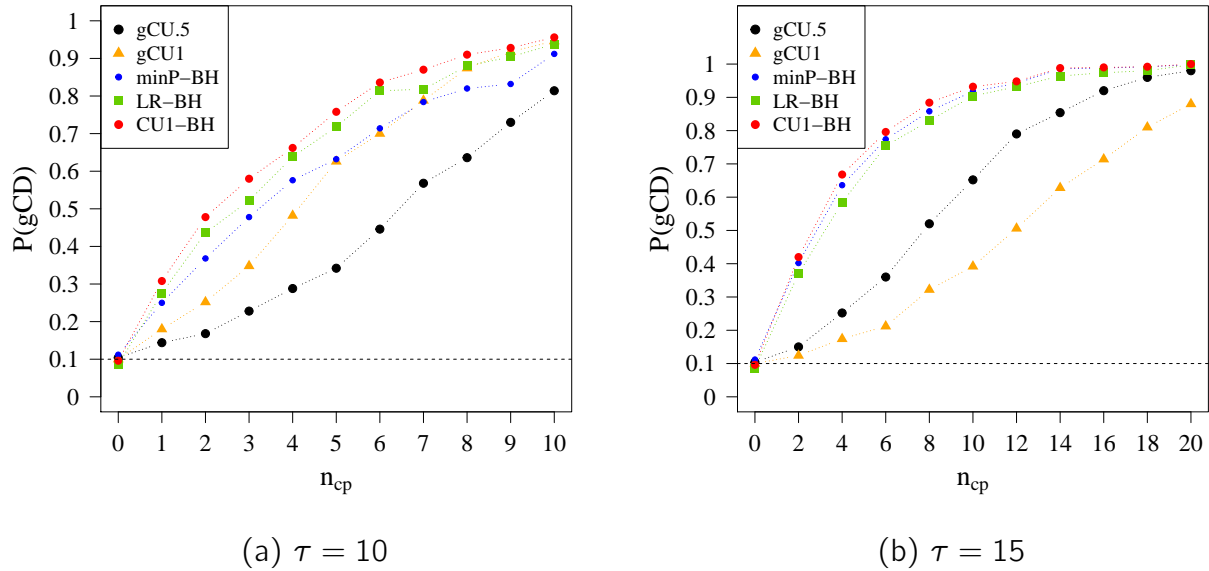 gCU.5
gCU1
minP−BH
LR−BH
CU1−BH
P(gCD)
1
0.9
0.8
0.7
0.6
0.5
0.4
0.3
0.2
0.1
0
0 1 2 3 4 5 6 7 8 9 10
n_cp
(a) τ = 10
gCU.5
gCU1
minP−BH
LR−BH
CU1−BH
P(gCD)
1
0.9
0.8
0.7
0.6
0.5
0.4
0.3
0.2
0.1
0
0 2 4 6 8 10 12 14 16 18 20
n_cp
(b) τ = 15